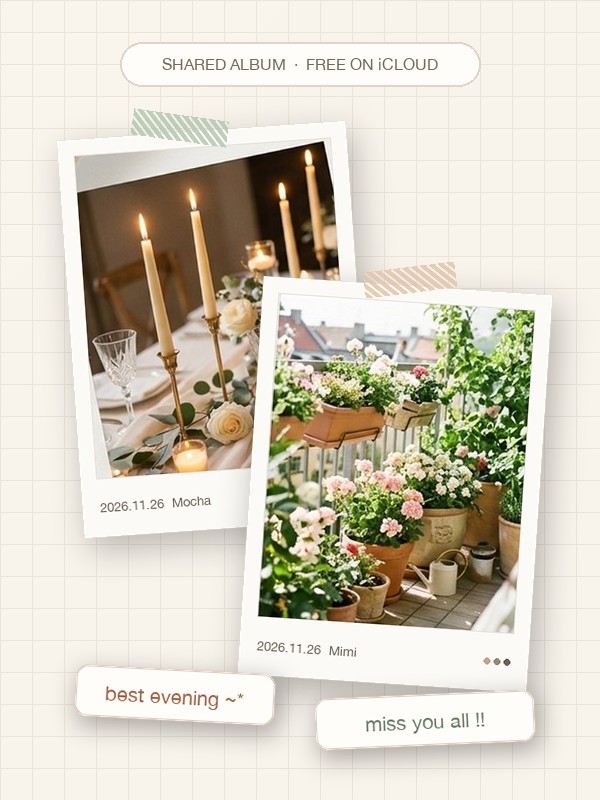 SHARED ALBUM · FREE ON iCLOUD
2026.11.26 Mocha
2026.11.26 Mimi
best evening ~*
miss you all !!